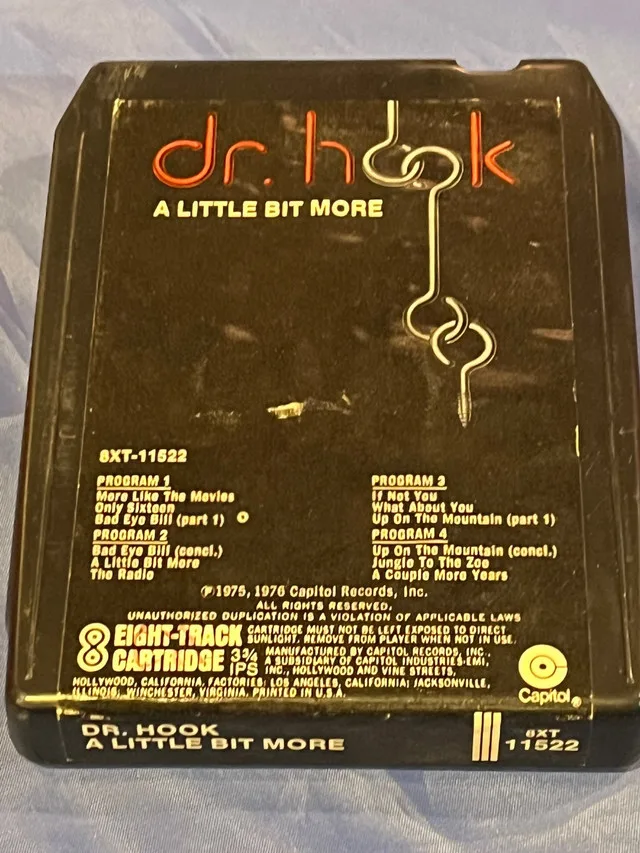 dr. hook
A LITTLE BIT MORE
8XT-11522
PROGRAM 1
More Like The Movies
Only Sixteen
Bad Eye Bill (part 1)
PROGRAM 2
Bad Eye Bill (concl.)
A Little Bit More
The Radio
PROGRAM 3
If Not You
What About You
Up On The Mountain (part 1)
PROGRAM 4
Up On The Mountain (concl.)
Jungle To The Zoo
A Couple More Years
℗1975, 1976 Capitol Records, Inc.
ALL RIGHTS RESERVED.
UNAUTHORIZED DUPLICATION IS A VIOLATION OF APPLICABLE LAWS
8 EIGHT-TRACK CARTRIDGE
3¾ IPS
CARTRIDGE MUST NOT BE LEFT EXPOSED TO DIRECT
SUNLIGHT. REMOVE FROM PLAYER WHEN NOT IN USE.
MANUFACTURED BY CAPITOL RECORDS, INC.,
A SUBSIDIARY OF CAPITOL INDUSTRIES-EMI,
INC., HOLLYWOOD AND VINE STREETS,
HOLLYWOOD, CALIFORNIA. FACTORIES: LOS ANGELES, CALIFORNIA; JACKSONVILLE,
ILLINOIS; WINCHESTER, VIRGINIA. PRINTED IN U.S.A.
Capitol®
DR. HOOK
A LITTLE BIT MORE
8XT
11522